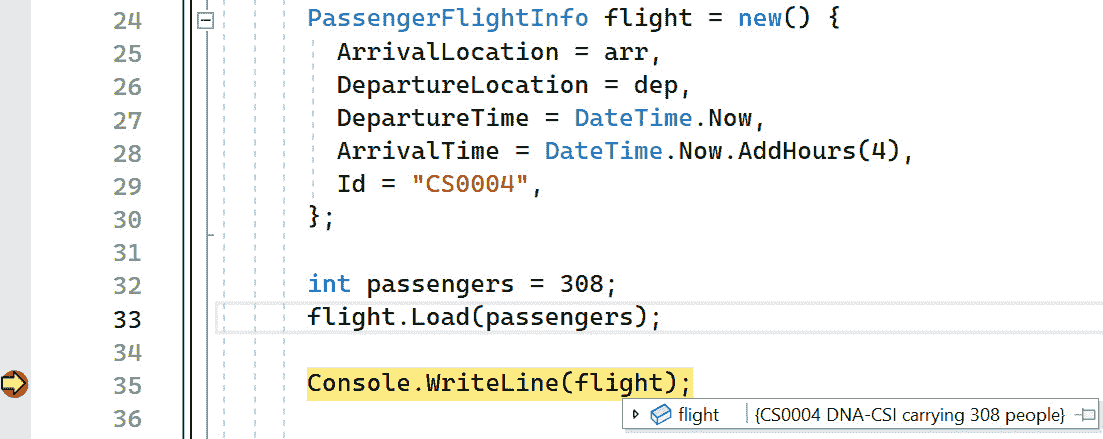 24 PassengerFlightInfo flight = new() {
25 ArrivalLocation = arr,
26 DepartureLocation = dep,
27 DepartureTime = DateTime.Now,
28 ArrivalTime = DateTime.Now.AddHours(4),
29 Id = "CS0004",
30 };
31
32 int passengers = 308;
33 flight.Load(passengers);
34
35 Console.WriteLine(flight);
flight {CS0004 DNA-CSI carrying 308 people}
36